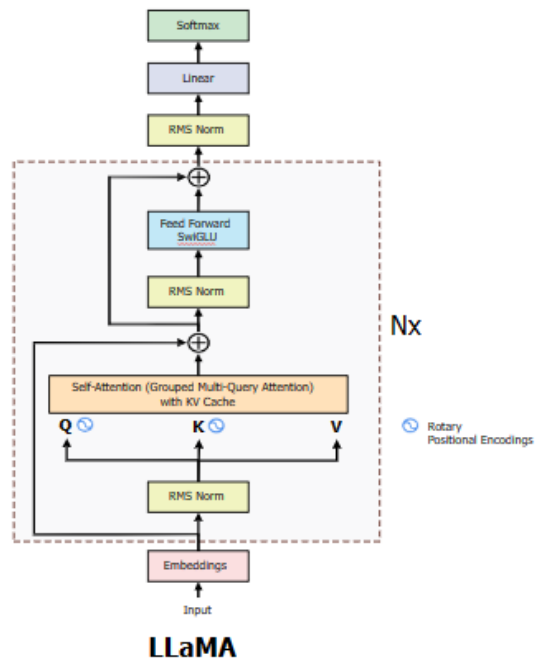 Softmax
Linear
RMS Norm
Feed Forward
SwiGLU
RMS Norm
Nx
Self-Attention (Grouped Multi-Query Attention)
with KV Cache
Q K V
Rotary
Positional Encodings
RMS Norm
Embeddings
Input
LLaMA